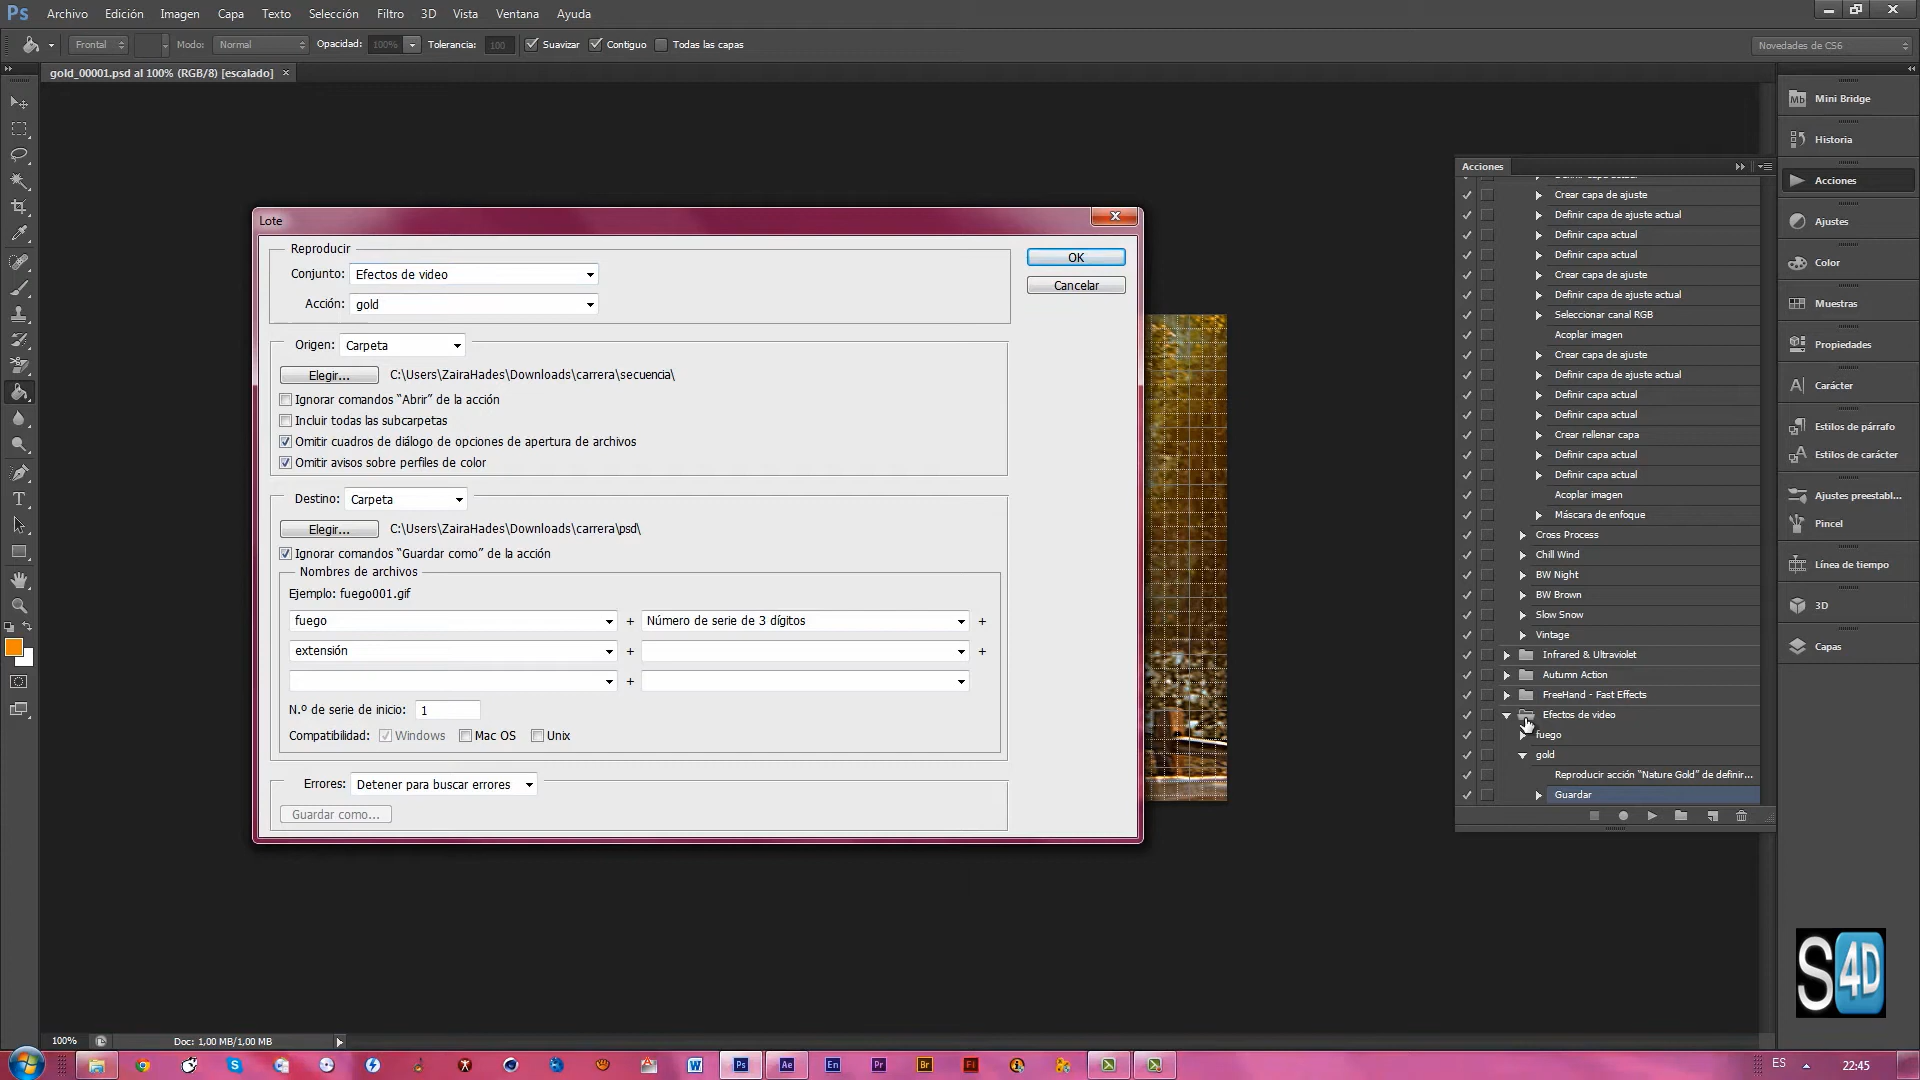 Ps Archivo Edición Imagen Capa Texto Selección Filtro 3D Vista Ventana Ayuda
Frontal Modo: Normal Opacidad: 100% Tolerancia: 100 Suavizar Contiguo Todas las capas Novedades de CS6
gold_00001.psd al 100% (RGB/8) [escalado] ×
Mb Mini Bridge
Historia
Acciones
Ajustes
Color
Muestras
Propiedades
Carácter
Estilos de párrafo
Estilos de carácter
Ajustes preestabl...
Pincel
Línea de tiempo
3D
Capas
Acciones
Crear capa de ajuste
Definir capa de ajuste actual
Definir capa actual
Definir capa actual
Crear capa de ajuste
Definir capa de ajuste actual
Seleccionar canal RGB
Acoplar imagen
Crear capa de ajuste
Definir capa de ajuste actual
Definir capa actual
Definir capa actual
Crear rellenar capa
Definir capa actual
Definir capa actual
Acoplar imagen
Máscara de enfoque
Cross Process
Chill Wind
BW Night
BW Brown
Slow Snow
Vintage
Infrared & Ultraviolet
Autumn Action
FreeHand - Fast Effects
Efectos de video
fuego
gold
Reproducir acción "Nature Gold" de definir...
Guardar
Lote
Reproducir
Conjunto: Efectos de video
Acción: gold
OK
Cancelar
Origen: Carpeta
Elegir... C:\Users\ZairaHades\Downloads\carrera\secuencia\
Ignorar comandos “Abrir” de la acción
Incluir todas las subcarpetas
Omitir cuadros de diálogo de opciones de apertura de archivos
Omitir avisos sobre perfiles de color
Destino: Carpeta
Elegir... C:\Users\ZairaHades\Downloads\carrera\psd\
Ignorar comandos “Guardar como” de la acción
Nombres de archivos
Ejemplo: fuego001.gif
fuego + Número de serie de 3 dígitos +
extensión + +
+
N.º de serie de inicio: 1
Compatibilidad: Windows Mac OS Unix
Errores: Detener para buscar errores
Guardar como...
S4D
100% Doc: 1,00 MB/1,00 MB
W Ps Ae En Pr Br Fl ES 22:45